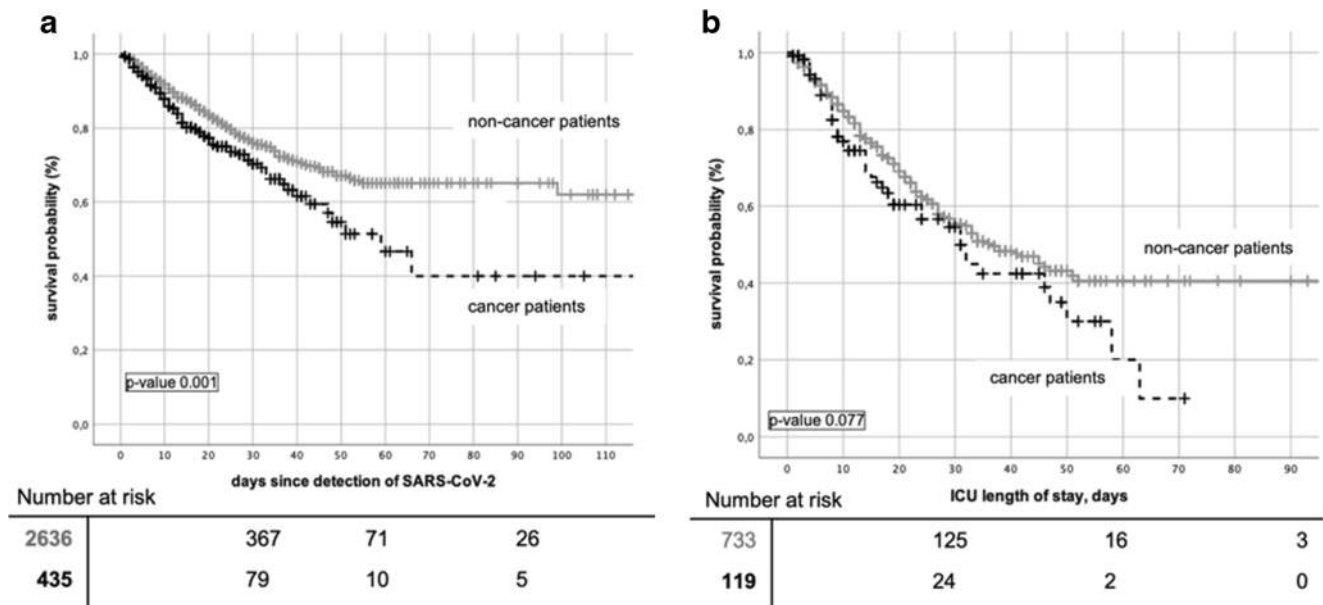 a
survival probability (%)
1,0
0,8
0,6
0,4
0,2
0,0
non-cancer patients
cancer patients
p-value 0.001
0 10 20 30 40 50 60 70 80 90 100 110
days since detection of SARS-CoV-2
Number at risk
2636 367 71 26
435 79 10 5
b
survival probability (%)
1,0
0,8
0,6
0,4
0,2
0,0
non-cancer patients
cancer patients
p-value 0.077
0 10 20 30 40 50 60 70 80 90
ICU length of stay, days
Number at risk
733 125 16 3
119 24 2 0